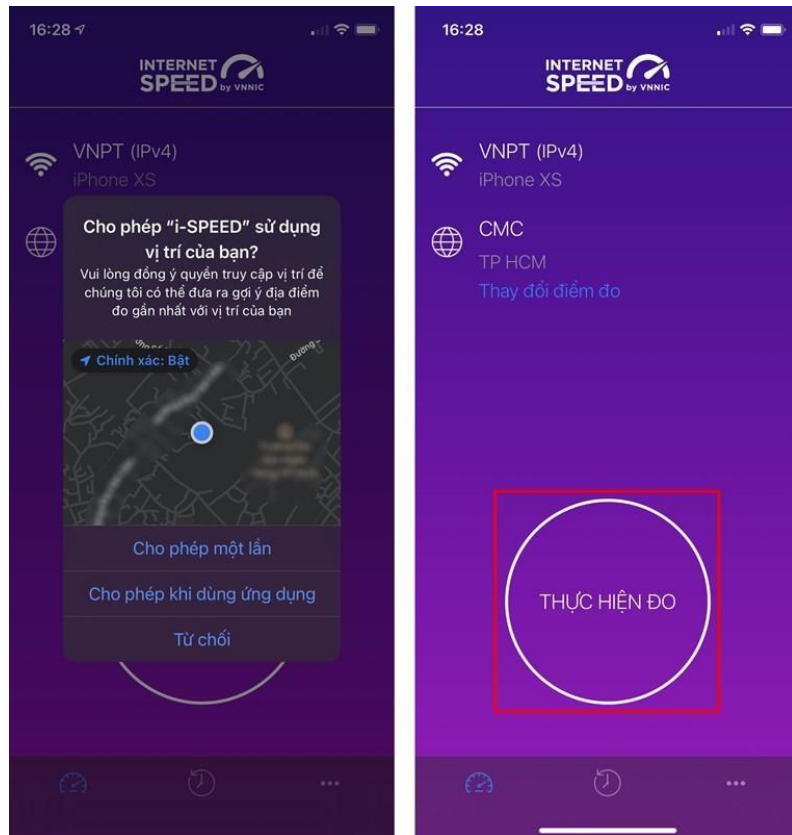 16:28
INTERNET
SPEED by VNNIC
VNPT (IPv4)
iPhone XS
Cho phép "i-SPEED" sử dụng
vị trí của bạn?
Vui lòng đồng ý quyền truy cập vị trí để
chúng tôi có thể đưa ra gợi ý địa điểm
đo gần nhất với vị trí của bạn
Chính xác: Bật
Cho phép một lần
Cho phép khi dùng ứng dụng
Từ chối
16:28
INTERNET
SPEED by VNNIC
VNPT (IPv4)
iPhone XS
CMC
TP HCM
Thay đổi điểm đo
THỰC HIỆN ĐO